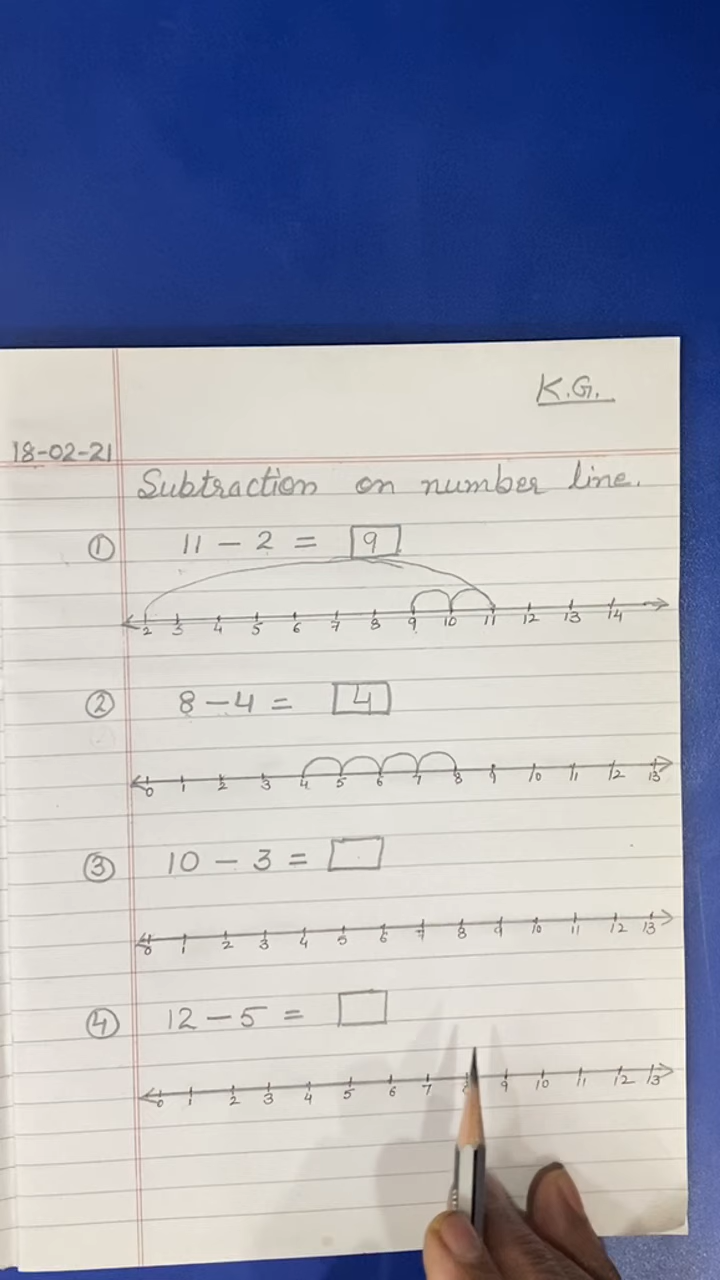 K.G.
18-02-21
Subtraction on number line.
① 11 - 2 = 9
2 3 4 5 6 7 8 9 10 11 12 13 14
② 8 - 4 = 4
0 1 2 3 4 5 6 7 8 9 10 11 12 13
③ 10 - 3 =
0 1 2 3 4 5 6 7 8 9 10 11 12 13
④ 12 - 5 =
0 1 2 3 4 5 6 7 8 9 10 11 12 13